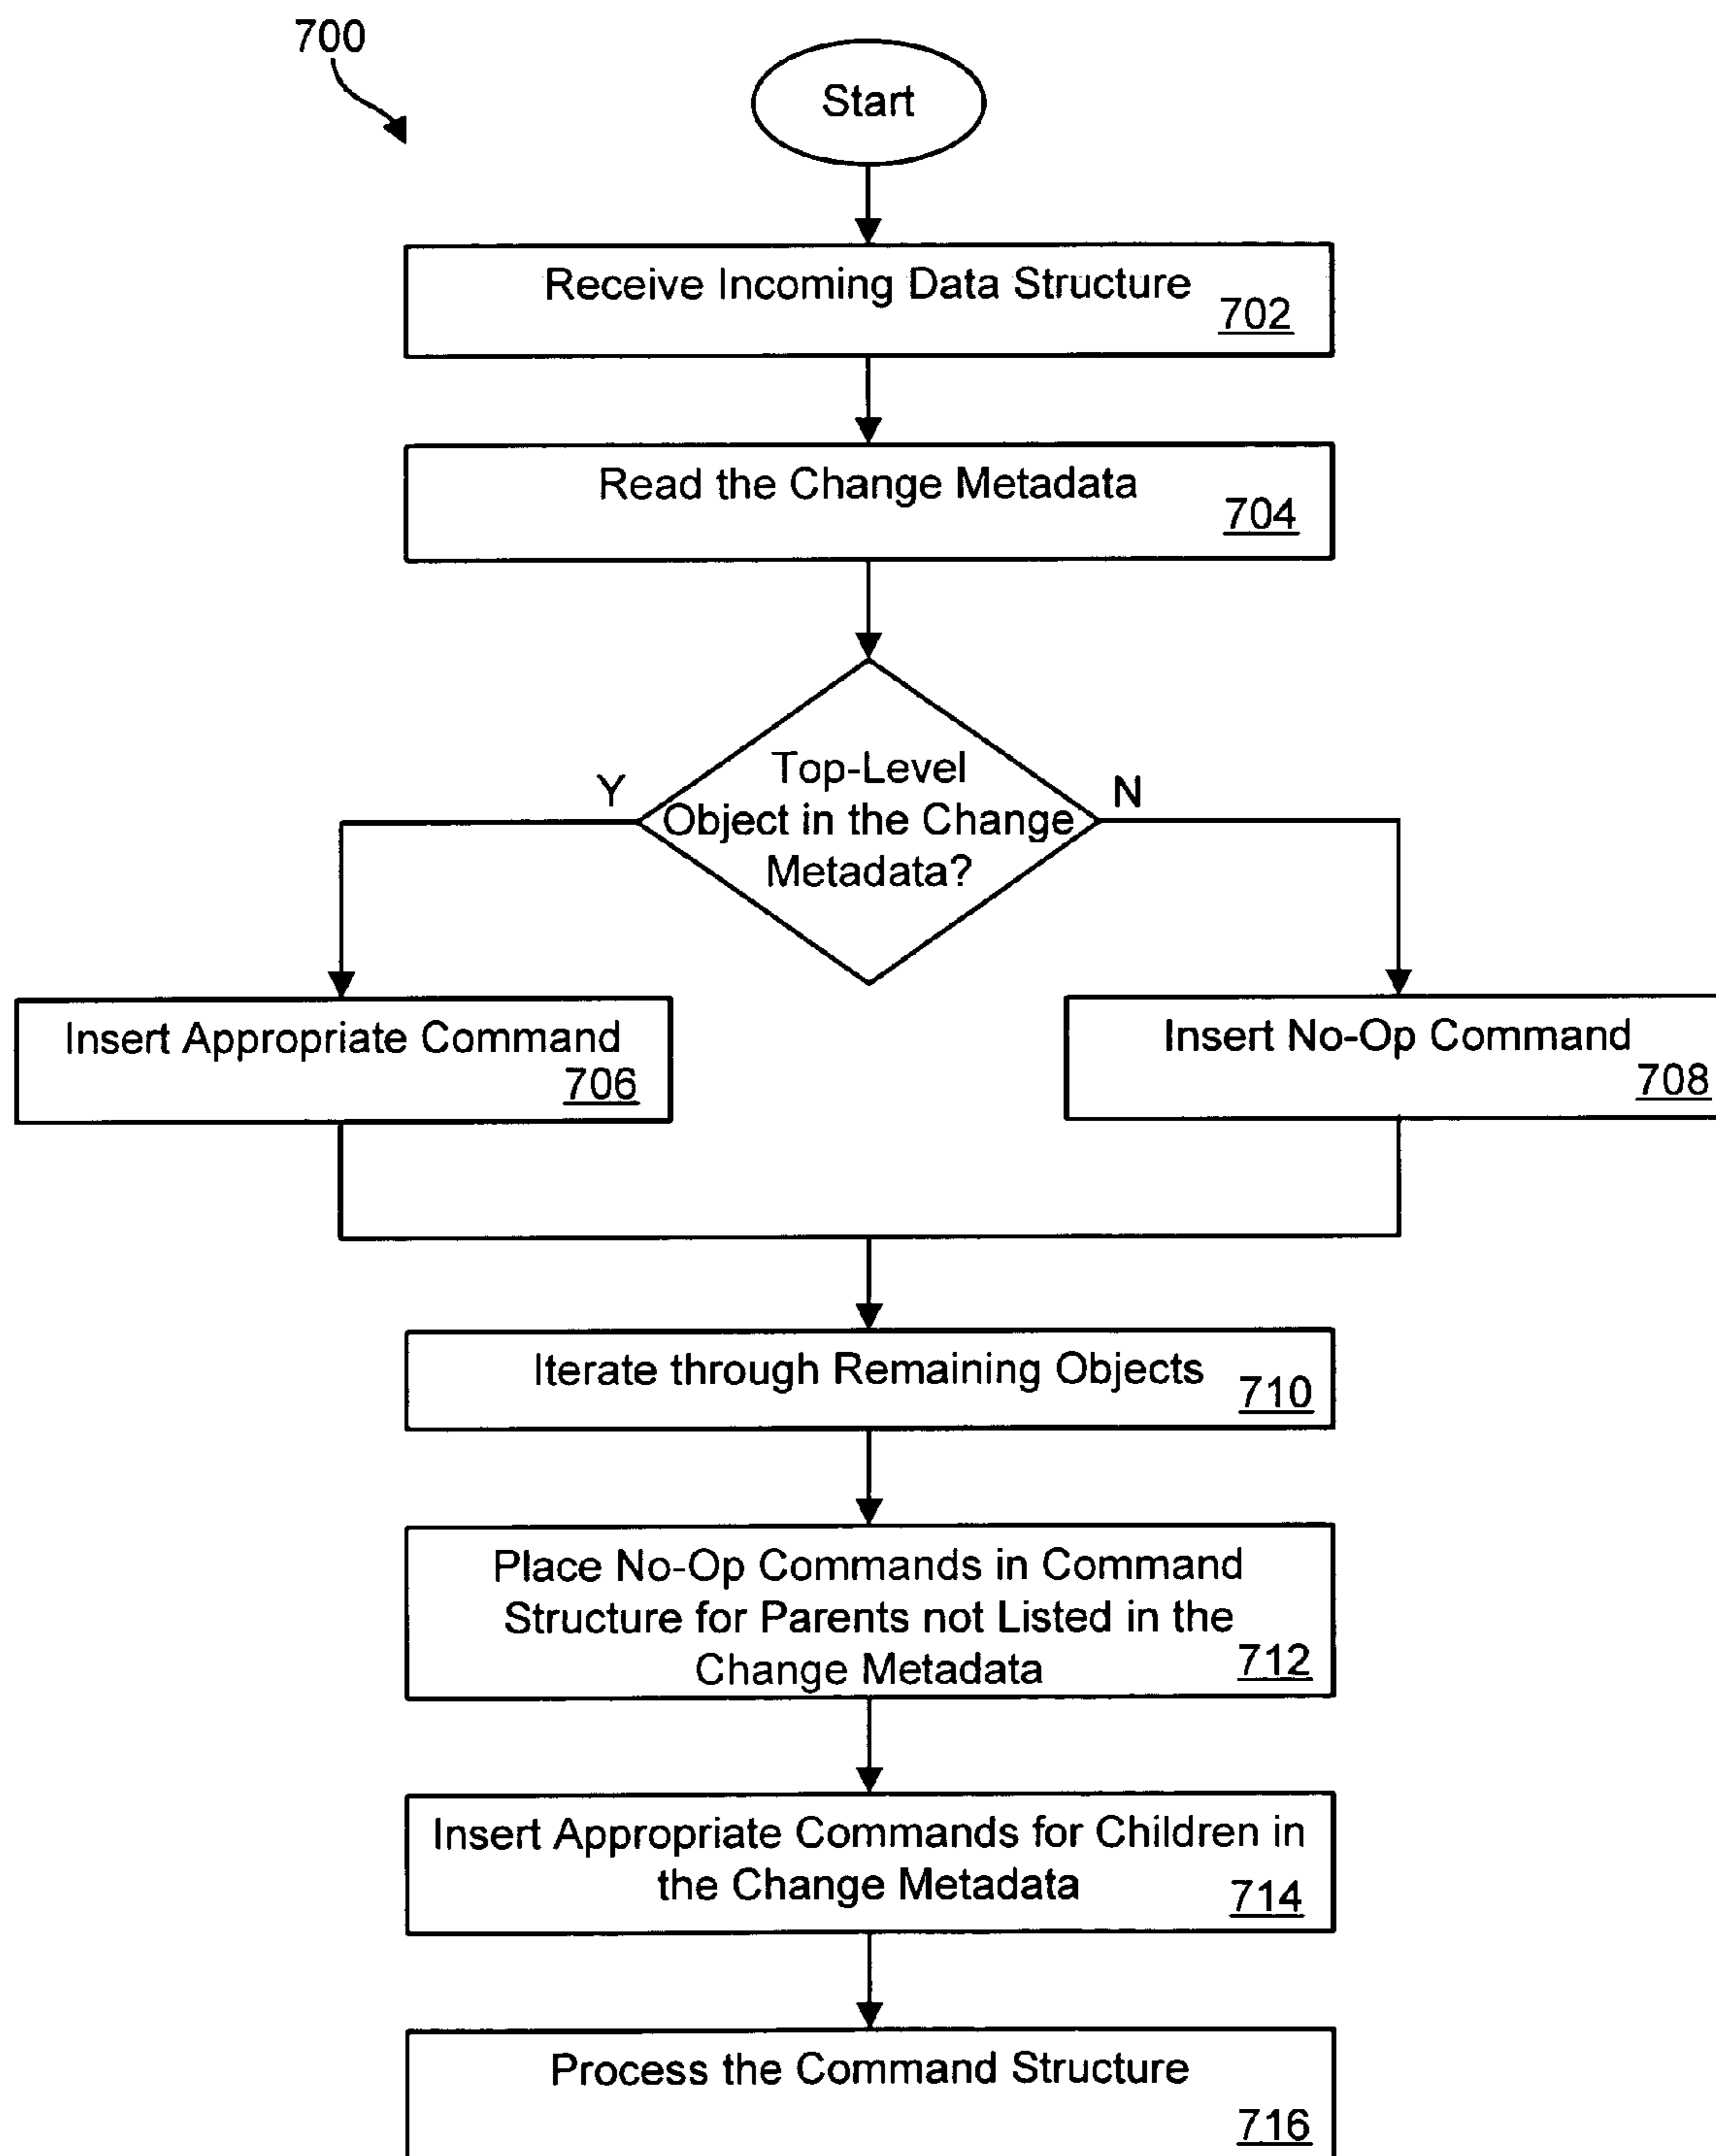 700
Start
Receive Incoming Data Structure
702
Read the Change Metadata
704
Top-Level
Object in the Change
Metadata?
Y
N
Insert Appropriate Command
706
Insert No-Op Command
708
Iterate through Remaining Objects
710
Place No-Op Commands in Command
Structure for Parents not Listed in the
Change Metadata
712
Insert Appropriate Commands for Children in
the Change Metadata
714
Process the Command Structure
716